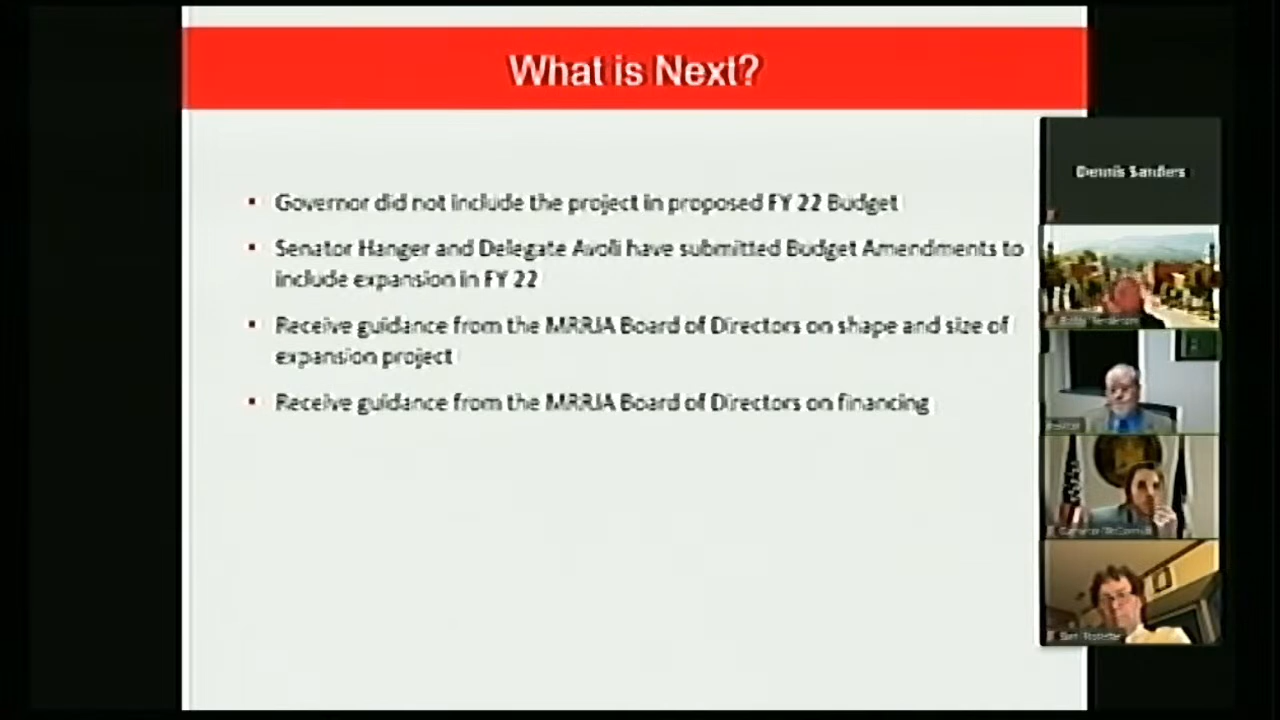 What is Next?
Governor did not include the project in proposed FY 22 Budget
Senator Hanger and Delegate Avoli have submitted Budget Amendments to
include expansion in FY 22
Receive guidance from the MRRJA Board of Directors on shape and size of
expansion project
Receive guidance from the MRRJA Board of Directors on financing
Dennis Sanders